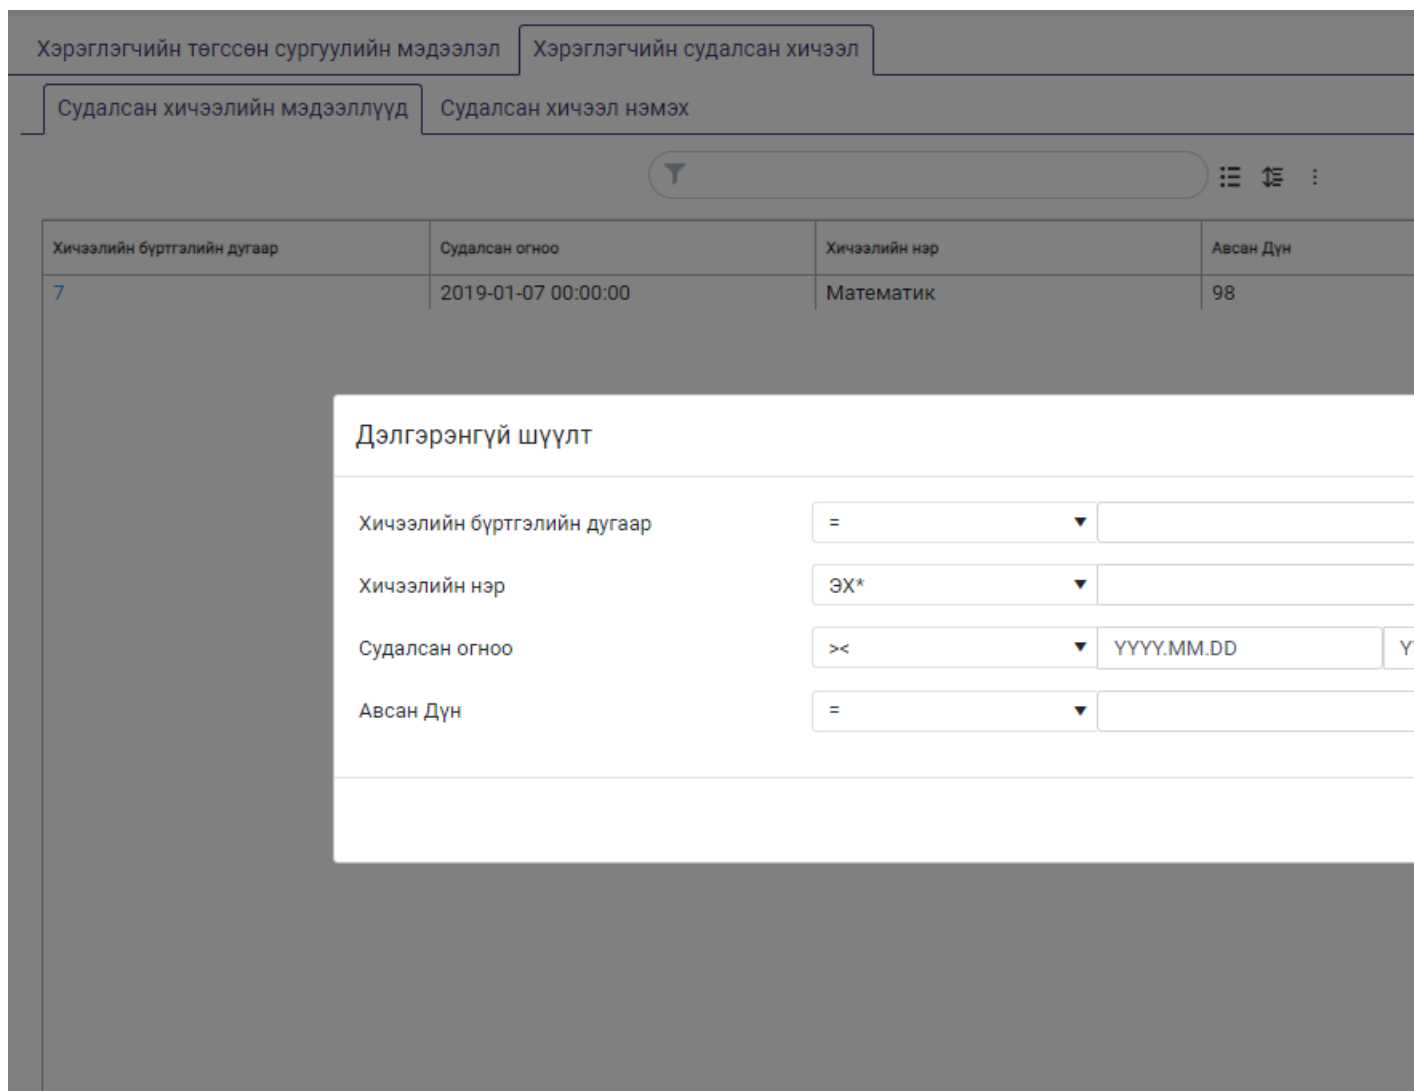 Хэрэглэгчийн төгссөн сургуулийн мэдээлэл Хэрэглэгчийн судалсан хичээл
Судалсан хичээлийн мэдээллүүд Судалсан хичээл нэмэх
Хичээлийн бүртгэлийн дугаар Судалсан огноо Хичээлийн нэр Авсан Дүн
7 2019-01-07 00:00:00 Математик 98
Дэлгэрэнгүй шүүлт
Хичээлийн бүртгэлийн дугаар =
Хичээлийн нэр ЭХ*
Судалсан огноо >< YYYY.MM.DD
Авсан Дүн =